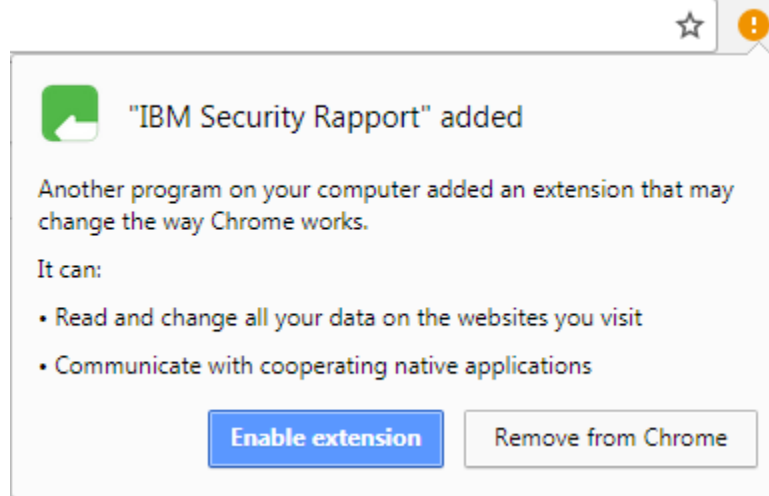 "IBM Security Rapport" added
Another program on your computer added an extension that may
change the way Chrome works.
It can:
• Read and change all your data on the websites you visit
• Communicate with cooperating native applications
Enable extension
Remove from Chrome